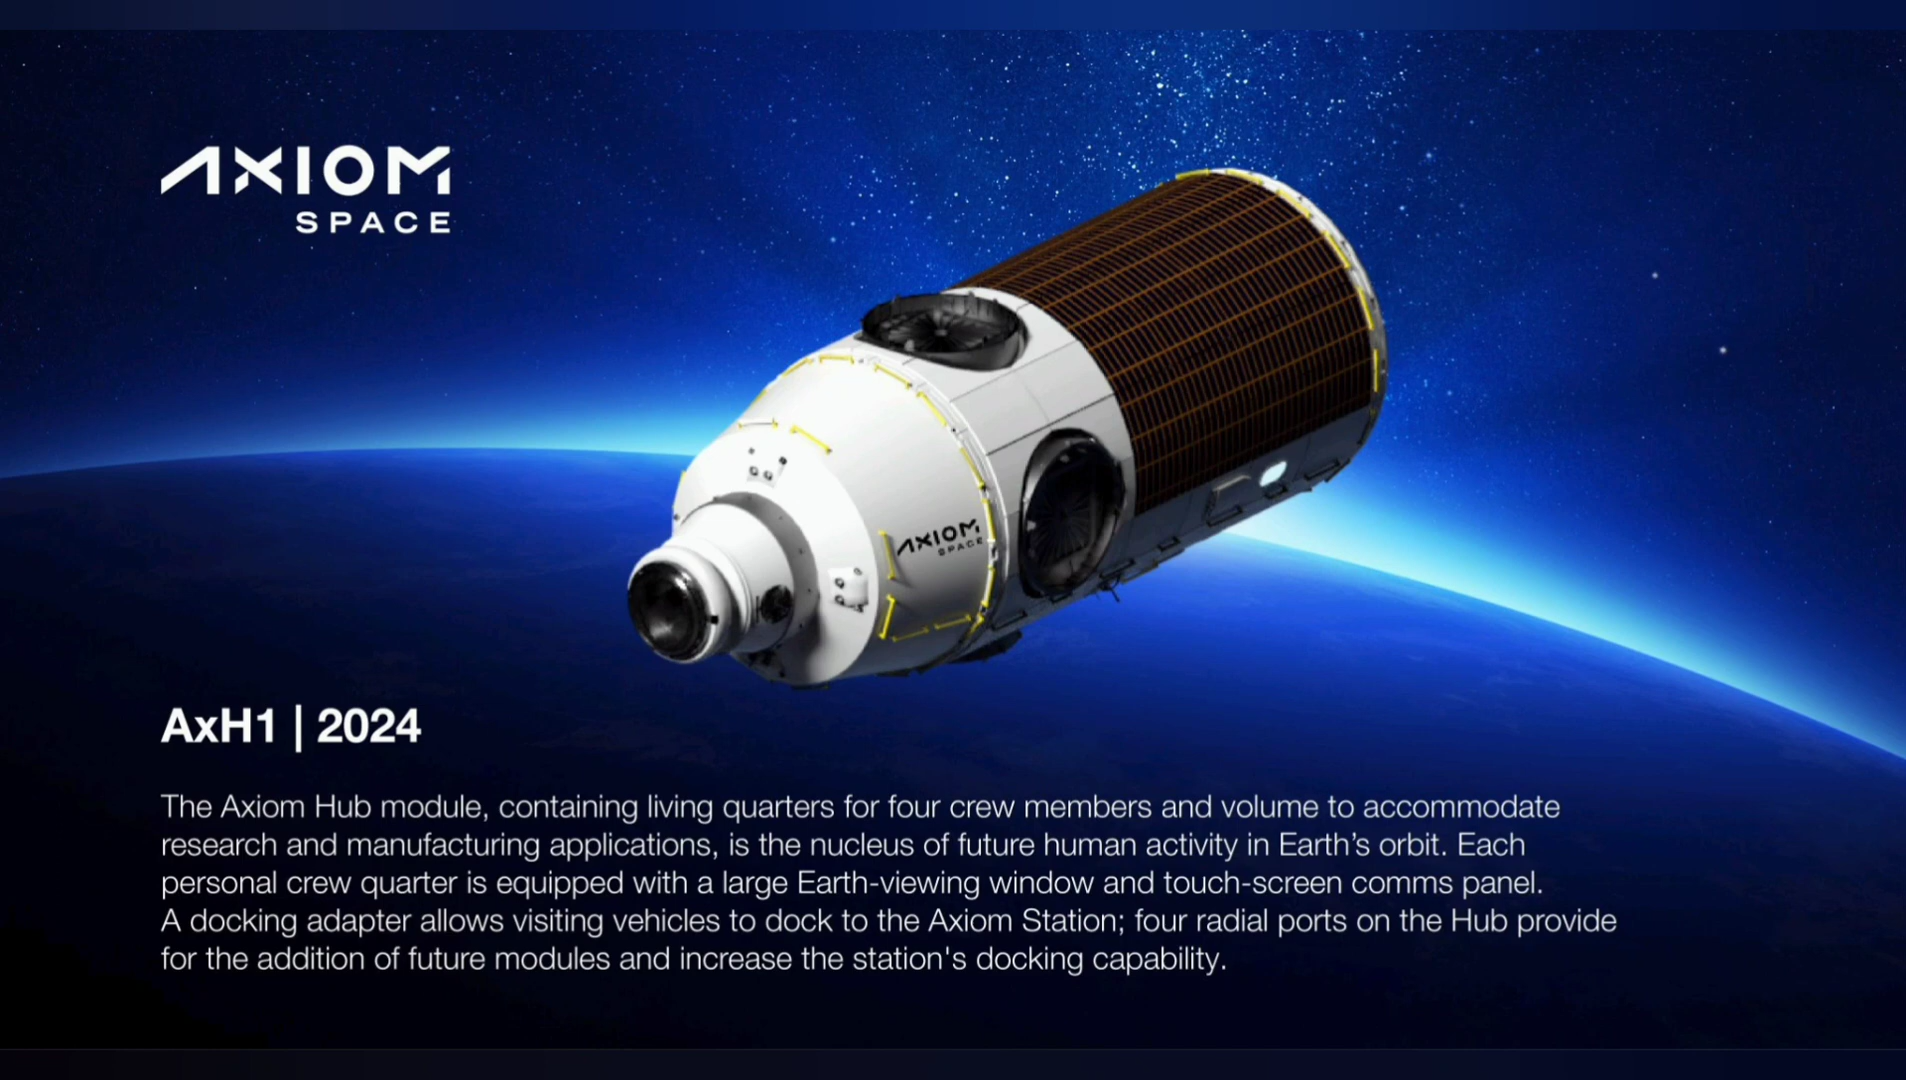 AXIOM
SPACE
AXIOM
SPACE
AxH1 | 2024
The Axiom Hub module, containing living quarters for four crew members and volume to accommodate
research and manufacturing applications, is the nucleus of future human activity in Earth’s orbit. Each
personal crew quarter is equipped with a large Earth-viewing window and touch-screen comms panel.
A docking adapter allows visiting vehicles to dock to the Axiom Station; four radial ports on the Hub provide
for the addition of future modules and increase the station's docking capability.